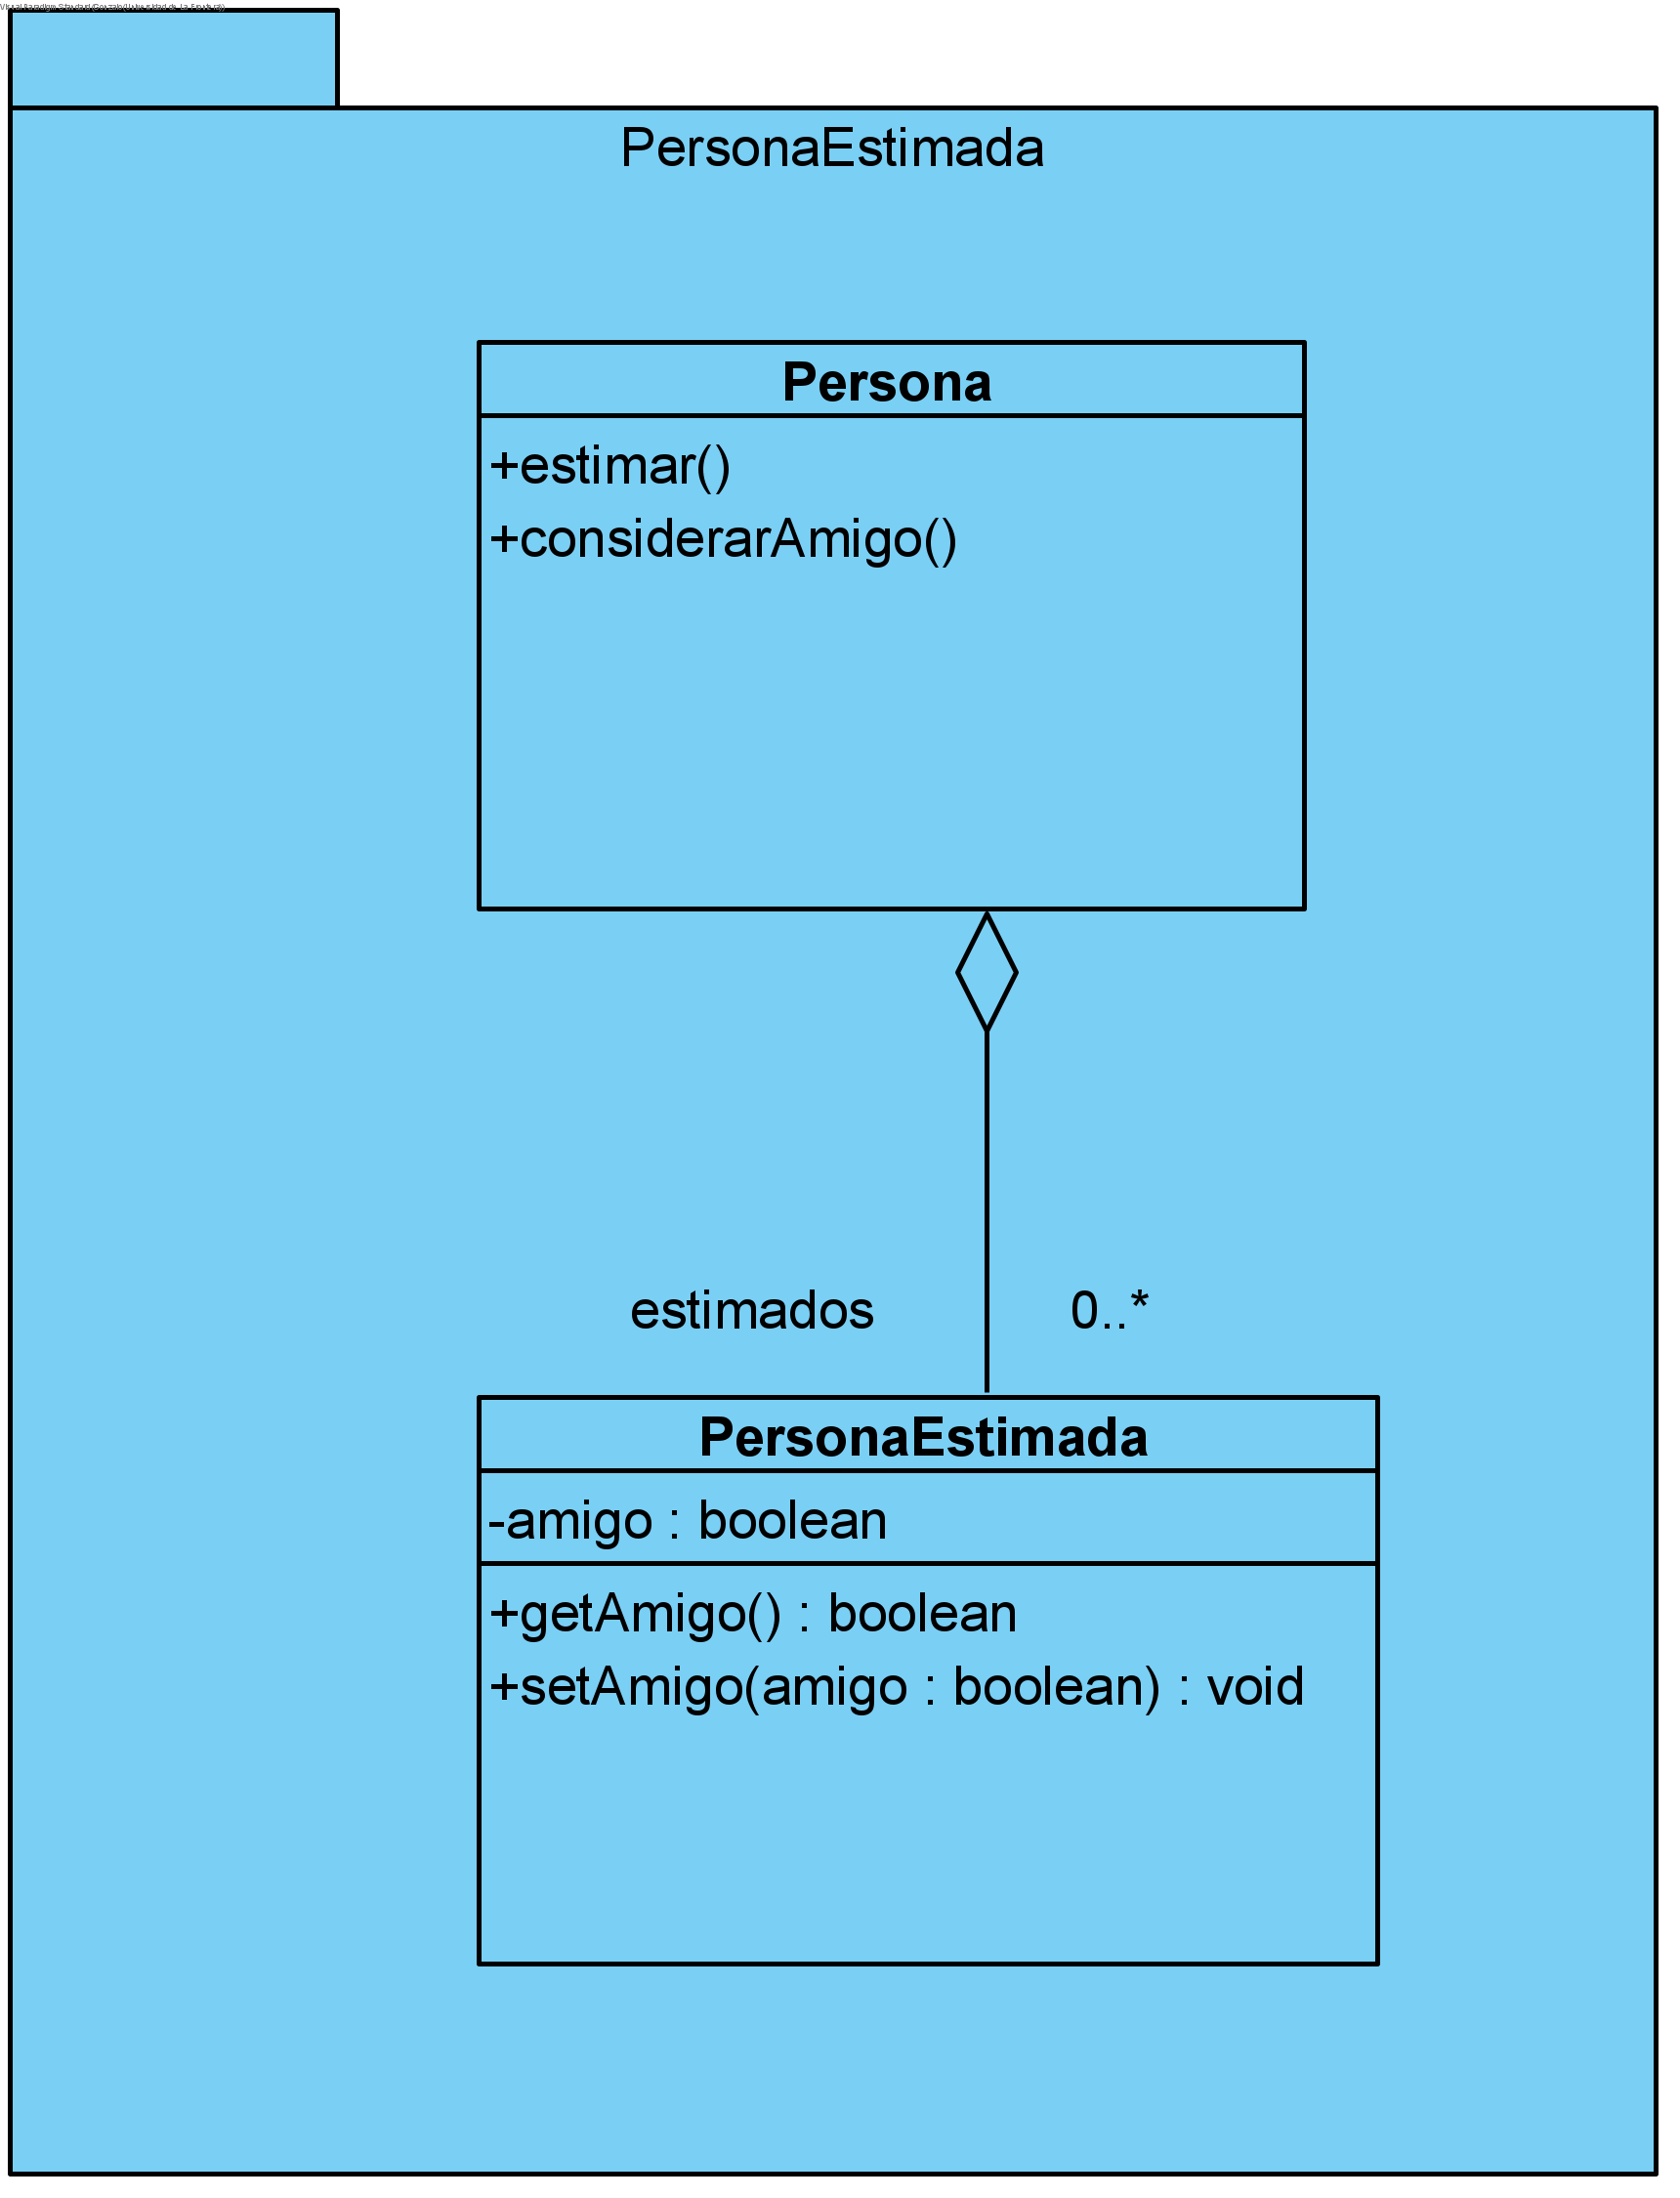 Visual Paradigm Standard(Gonzalo(Universidad de La Frontera))
PersonaEstimada
Persona
+estimar()
+considerarAmigo()
estimados
0..*
PersonaEstimada
-amigo : boolean
+getAmigo() : boolean
+setAmigo(amigo : boolean) : void